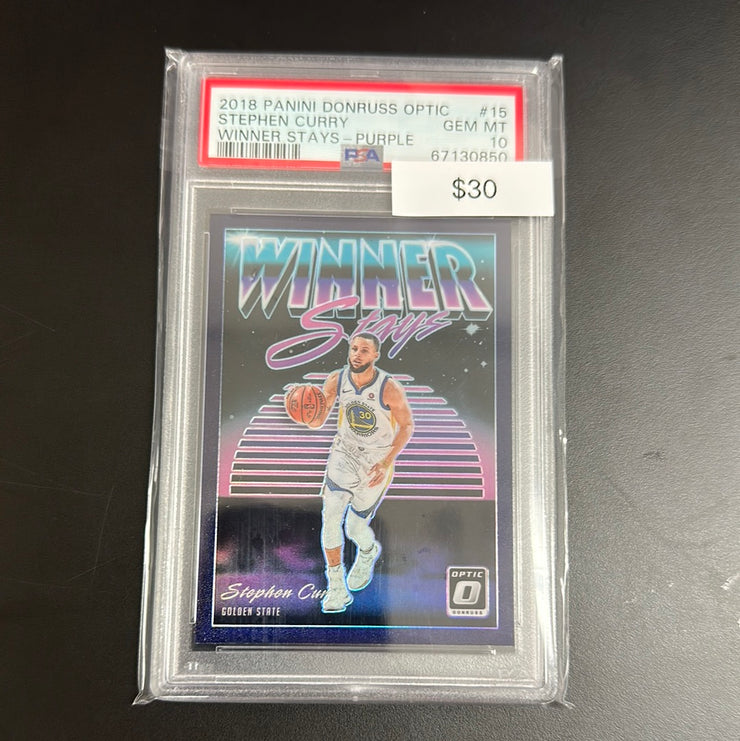 2018 PANINI DONRUSS OPTIC #15
STEPHEN CURRY GEM MT
WINNER STAYS-PURPLE 10
PSA 67130850
$30
WINNER
Stays
30
Stephen Cur
GOLDEN STATE
OPTIC
O
DONRUSS